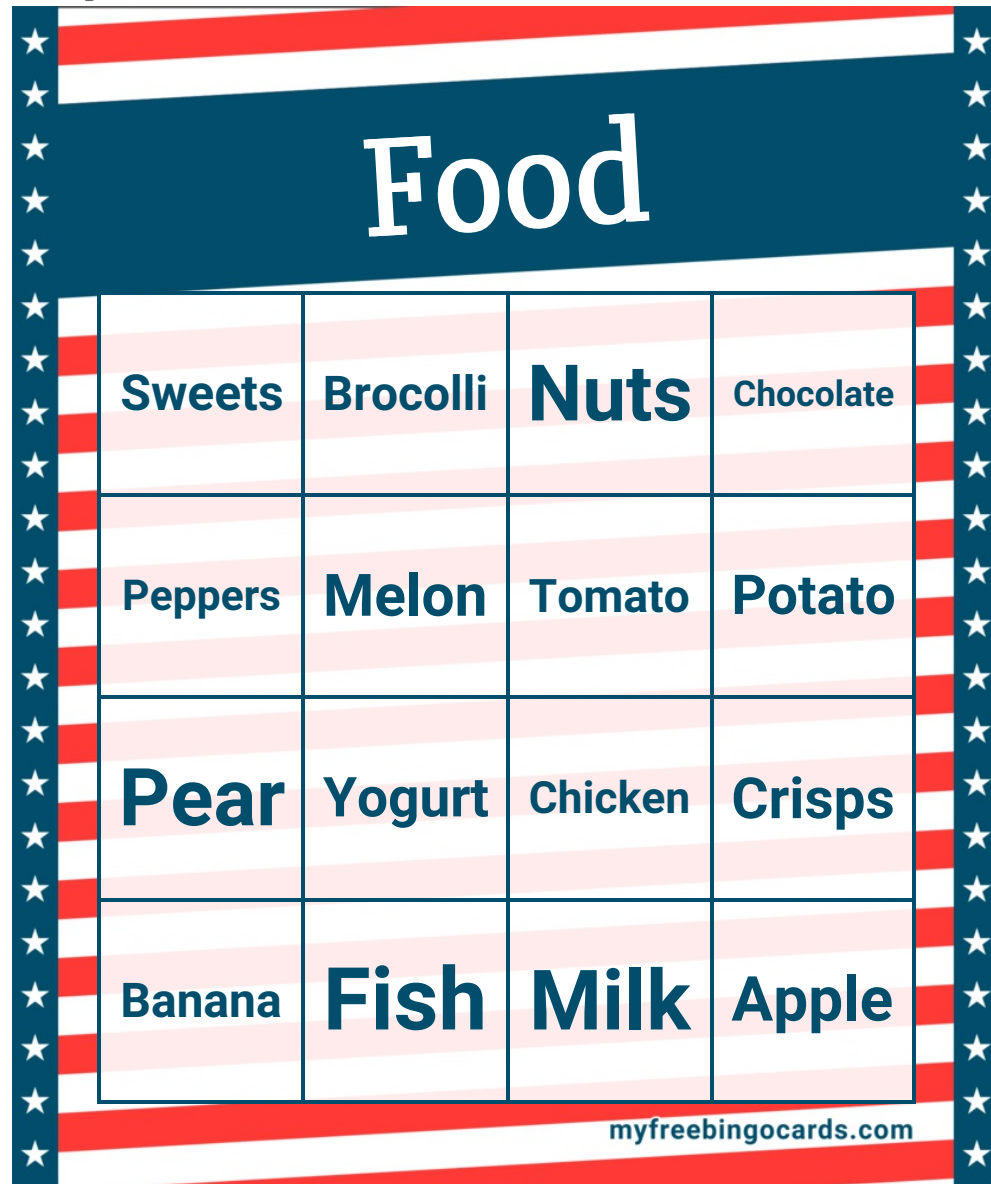 Food
Sweets Brocolli Nuts Chocolate
Peppers Melon Tomato Potato
Pear Yogurt Chicken Crisps
Banana Fish Milk Apple
myfreebingocards.com